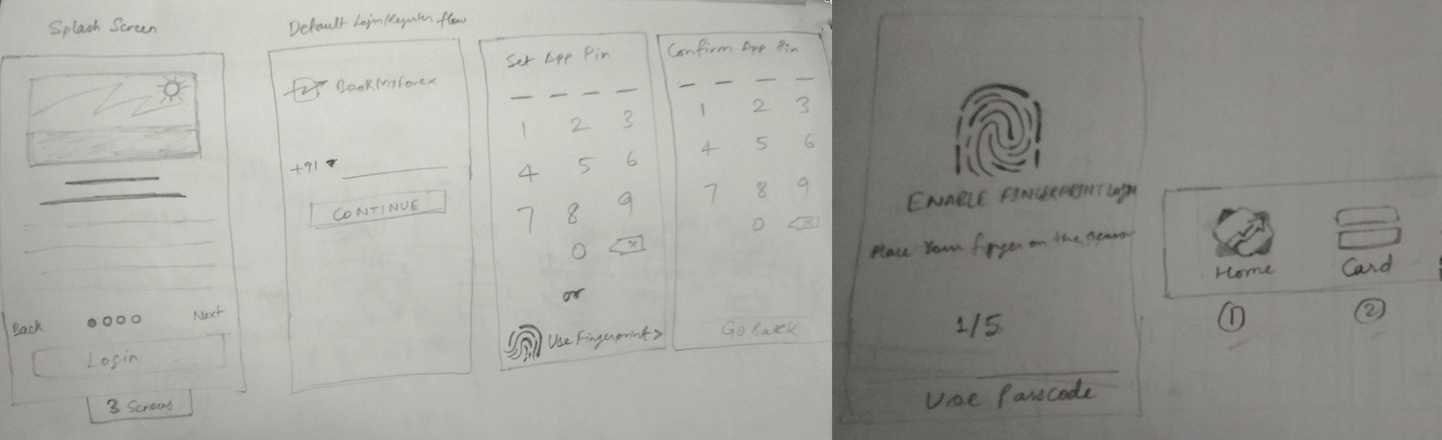 Splash Screen
Back
Next
Login
3 Screens
Default Login/Register flow
BookMyForex
+91
CONTINUE
Set App Pin
1 2 3
4 5 6
7 8 9
0 x
or
Use Fingerprint >
Confirm App Pin
1 2 3
4 5 6
7 8 9
0 x
Go Back
ENABLE FINGERPRINT LOGIN
Place Your finger on the sensor
1/5
Use Passcode
Home
Card
1
2